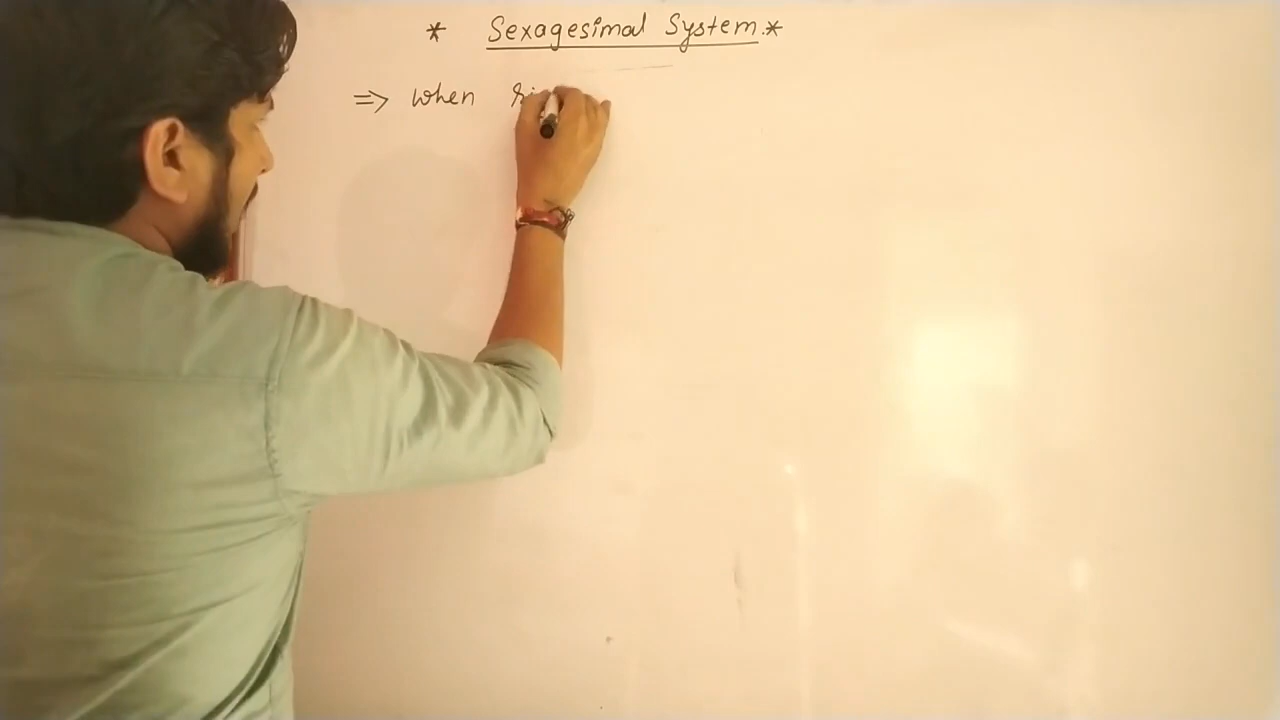 * Sexagesimal System.*
=> when